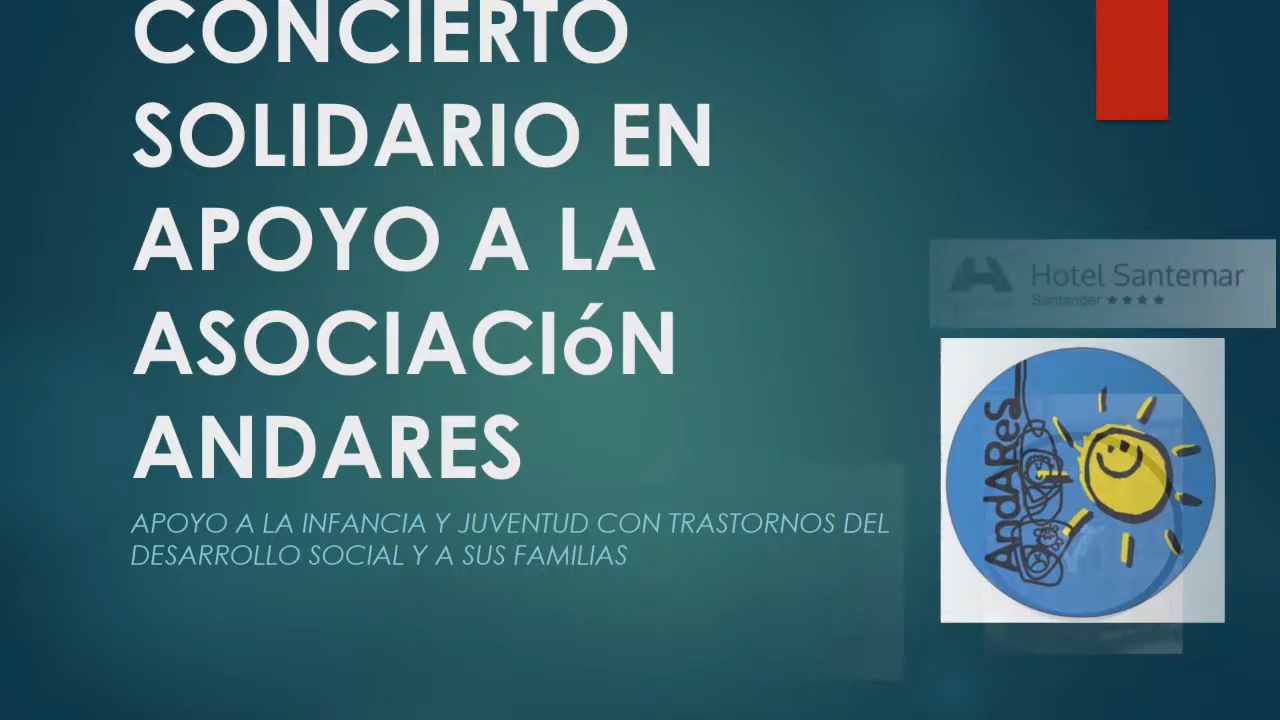 CONCIERTO
SOLIDARIO EN
APOYO A LA
ASOCIACIóN
ANDARES
APOYO A LA INFANCIA Y JUVENTUD CON TRASTORNOS DEL
DESARROLLO SOCIAL Y A SUS FAMILIAS
Hotel Santemar
Santander ★★★★
AndARes